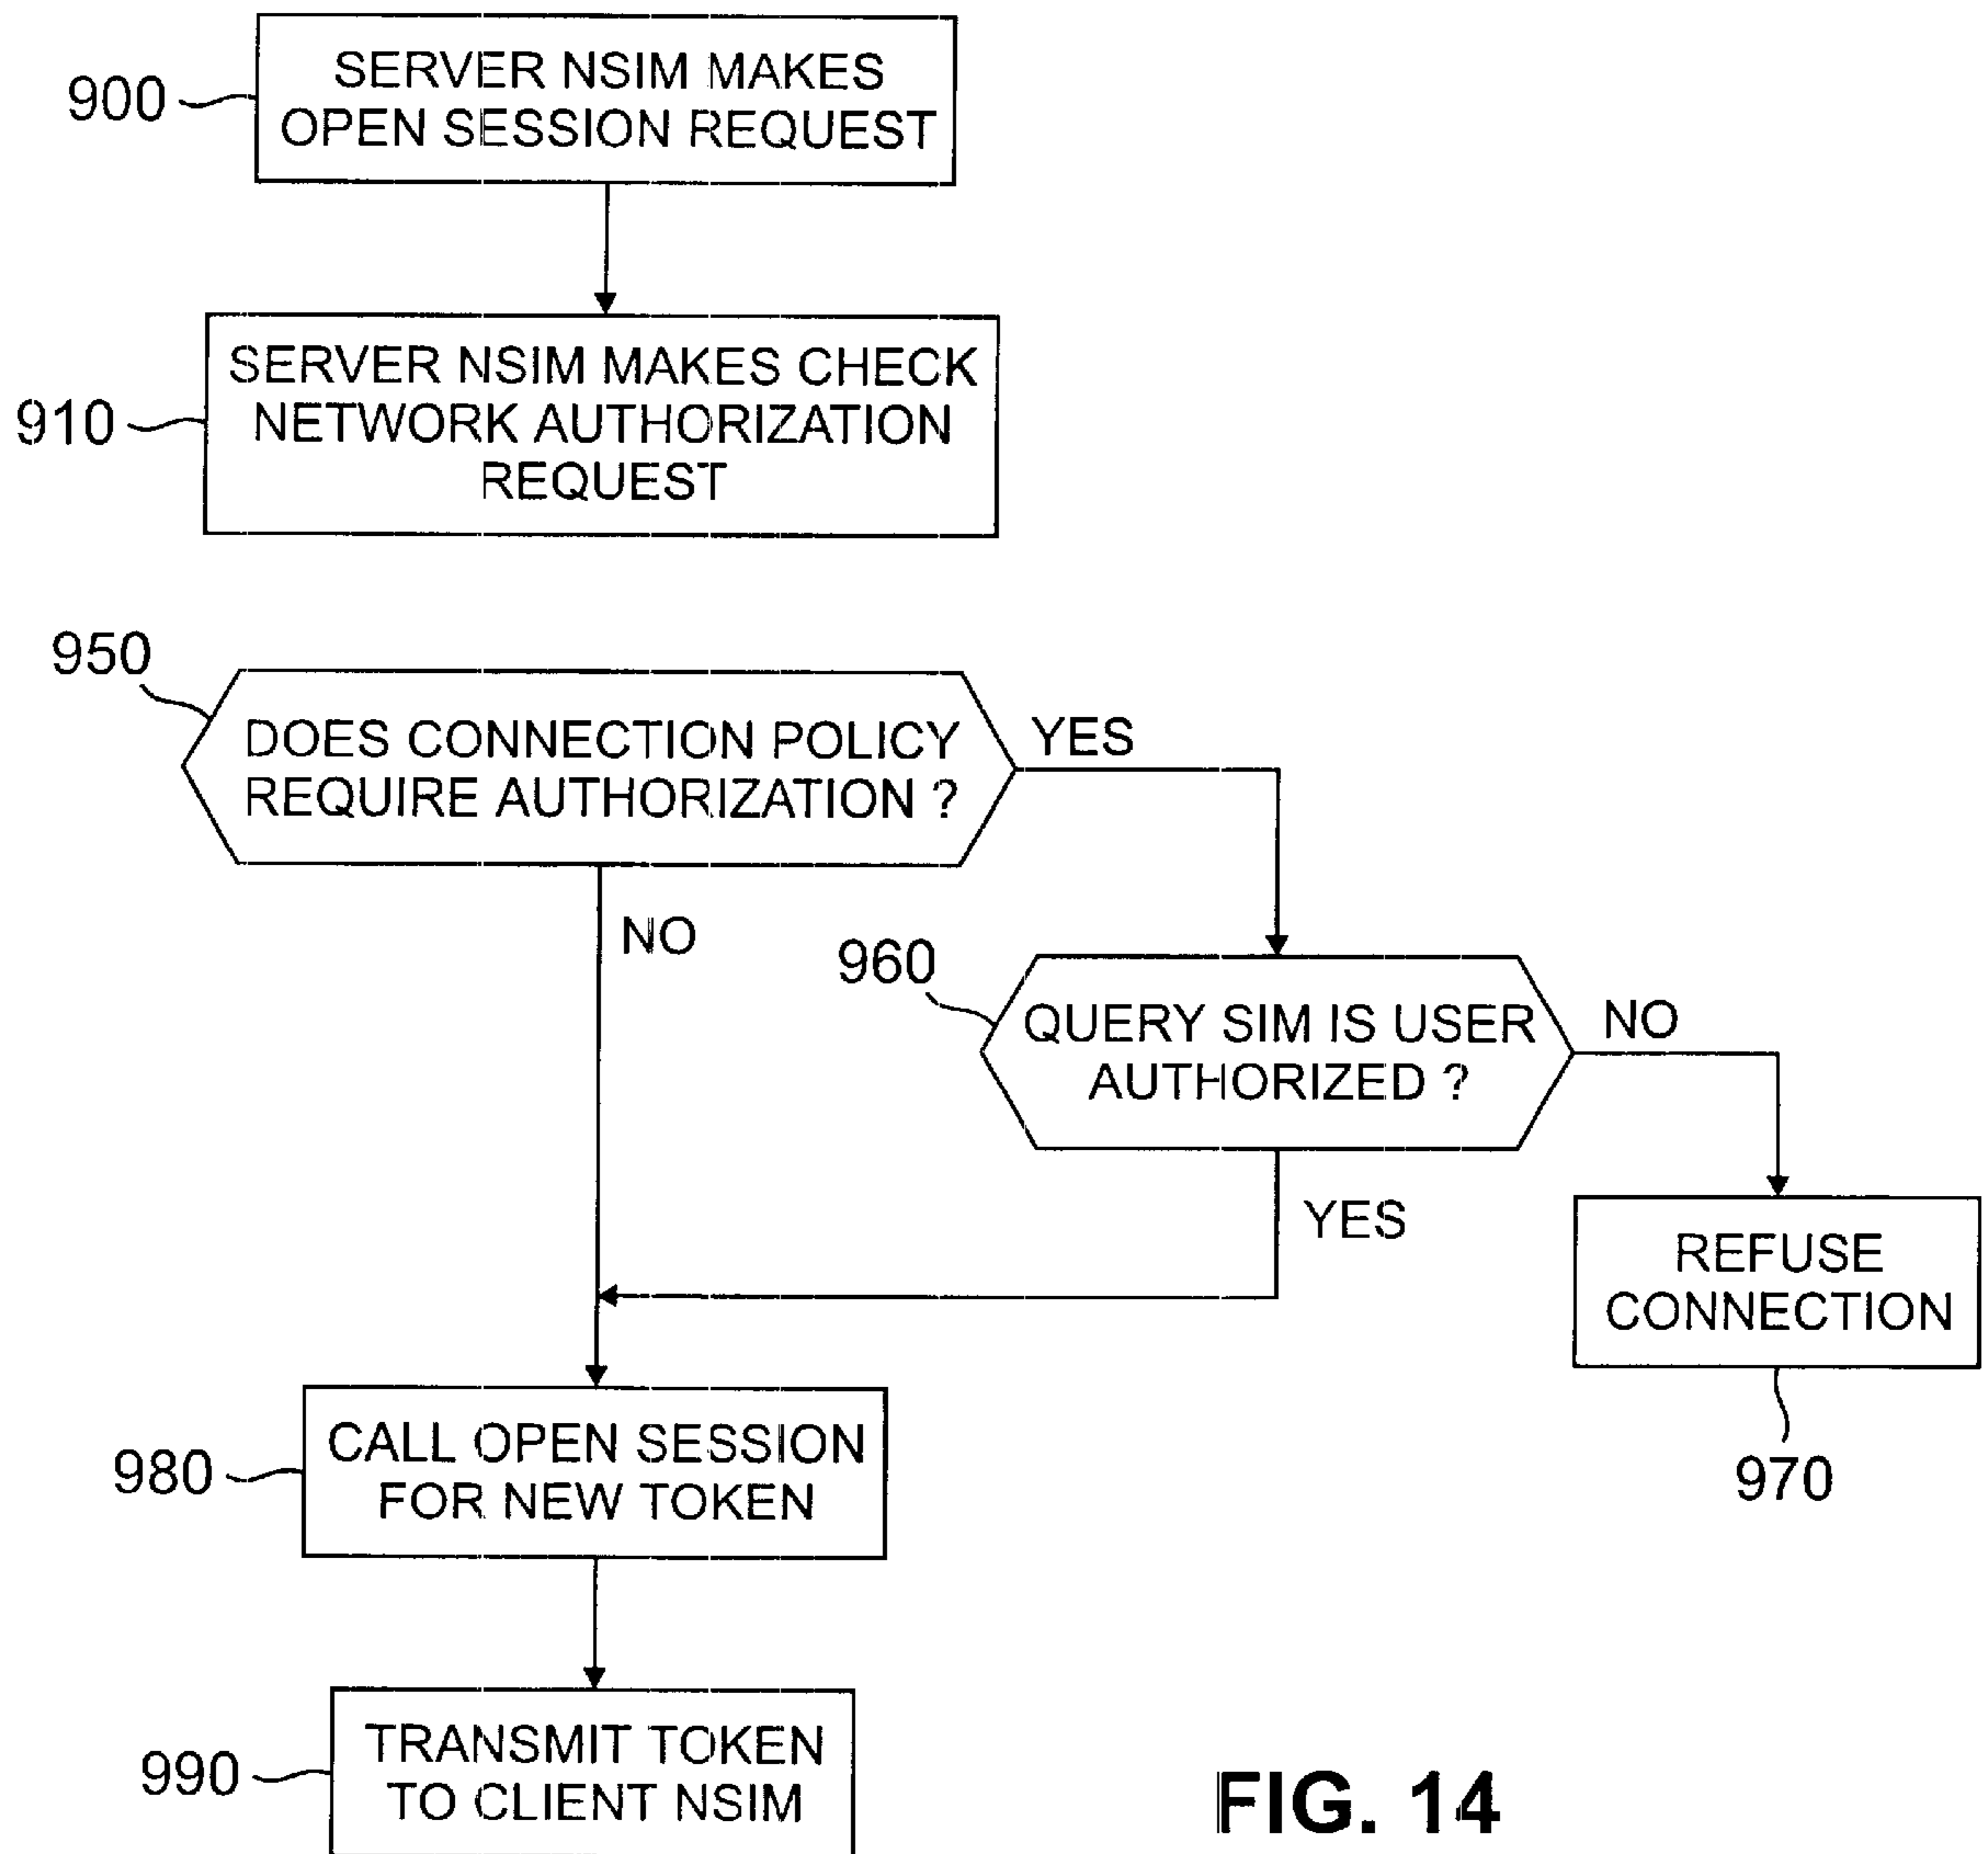 900
SERVER NSIM MAKES
OPEN SESSION REQUEST
910
SERVER NSIM MAKES CHECK
NETWORK AUTHORIZATION
REQUEST
950
DOES CONNECTION POLICY
REQUIRE AUTHORIZATION ?
YES
NO
960
QUERY SIM IS USER
AUTHORIZED ?
NO
YES
REFUSE
CONNECTION
970
980
CALL OPEN SESSION
FOR NEW TOKEN
990
TRANSMIT TOKEN
TO CLIENT NSIM
FIG. 14